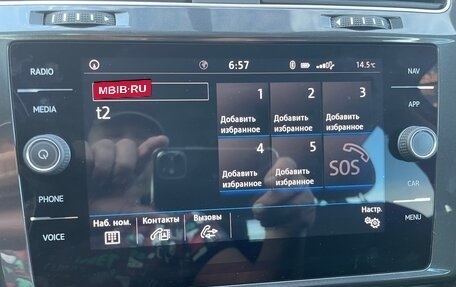 6:57
14.5°C
RADIO
MEDIA
PHONE
VOICE
NAV
APP
CAR
MENU
MBIB·RU
t2
1
Добавить
избранное
2
Добавить
избранное
3
Добавить
избранное
4
Добавить
избранное
5
Добавить
избранное
SOS
Наб. ном.
Контакты
Вызовы
Настр.